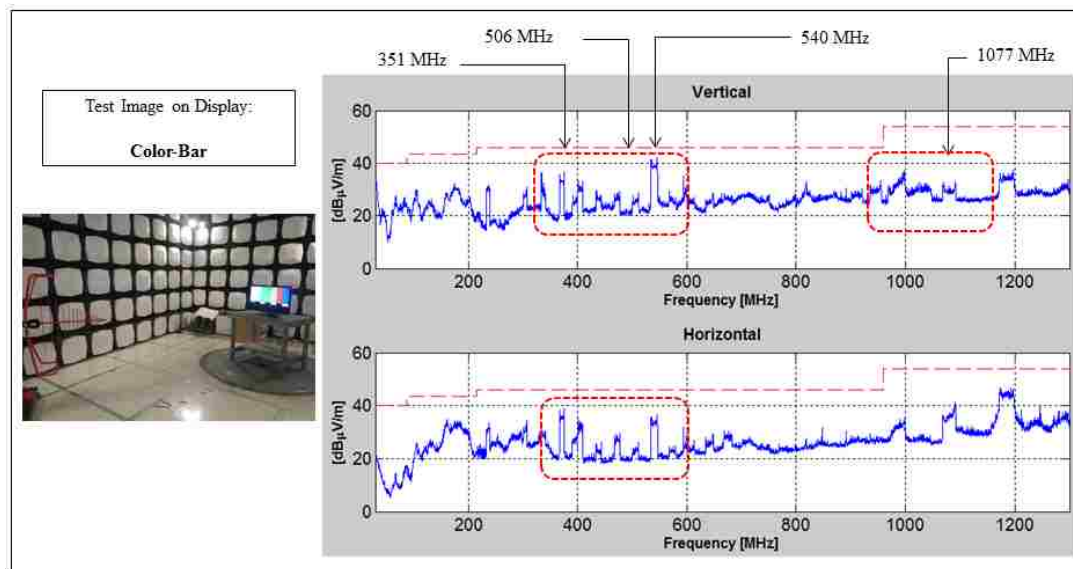 506 MHz
540 MHz
351 MHz
1077 MHz
Test Image on Display:
Color-Bar
Vertical
[dBµV/m]
60
40
20
0
200 400 600 800 1000 1200
Frequency [MHz]
Horizontal
[dBµV/m]
60
40
20
0
200 400 600 800 1000 1200
Frequency [MHz]